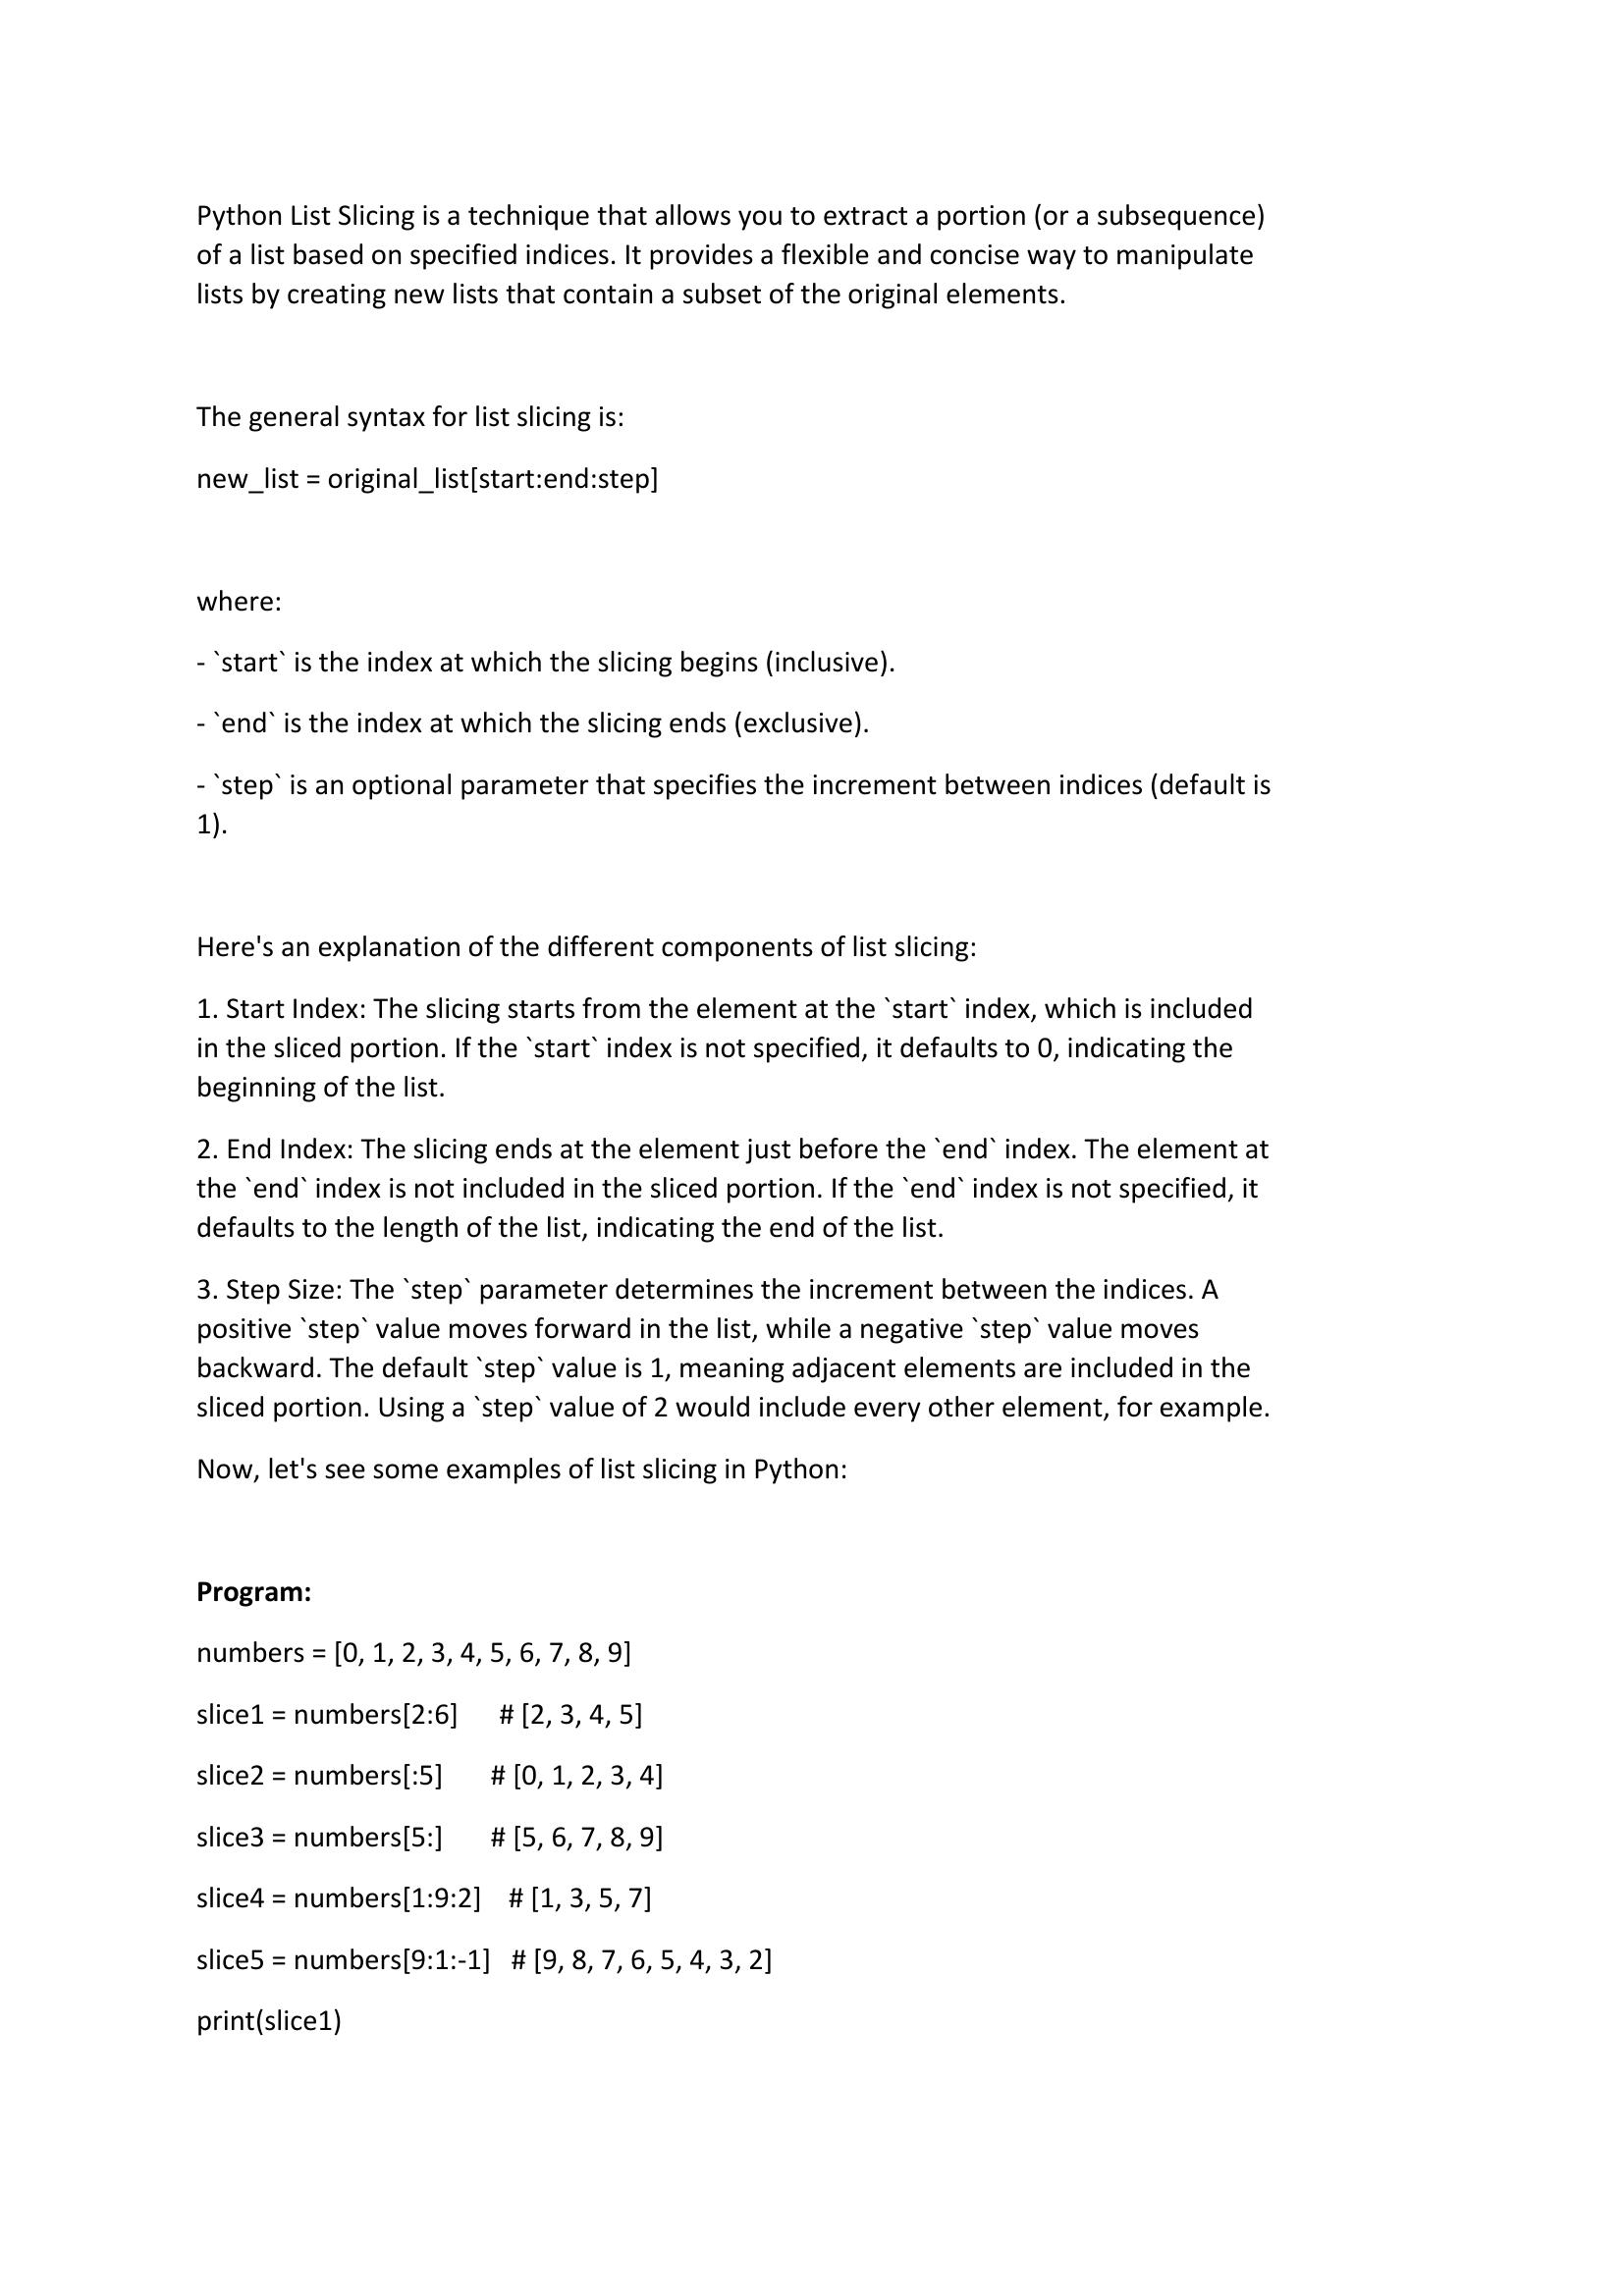 Python List Slicing is a technique that allows you to extract a portion (or a subsequence)
of a list based on specified indices. It provides a flexible and concise way to manipulate
lists by creating new lists that contain a subset of the original elements.
The general syntax for list slicing is:
new_list = original_list[start:end:step]
where:
- `start` is the index at which the slicing begins (inclusive).
- `end` is the index at which the slicing ends (exclusive).
- `step` is an optional parameter that specifies the increment between indices (default is
1).
Here's an explanation of the different components of list slicing:
1. Start Index: The slicing starts from the element at the `start` index, which is included
in the sliced portion. If the `start` index is not specified, it defaults to 0, indicating the
beginning of the list.
2. End Index: The slicing ends at the element just before the `end` index. The element at
the `end` index is not included in the sliced portion. If the `end` index is not specified, it
defaults to the length of the list, indicating the end of the list.
3. Step Size: The `step` parameter determines the increment between the indices. A
positive `step` value moves forward in the list, while a negative `step` value moves
backward. The default `step` value is 1, meaning adjacent elements are included in the
sliced portion. Using a `step` value of 2 would include every other element, for example.
Now, let's see some examples of list slicing in Python:
Program:
numbers = [0, 1, 2, 3, 4, 5, 6, 7, 8, 9]
slice1 = numbers[2:6]      # [2, 3, 4, 5]
slice2 = numbers[:5]       # [0, 1, 2, 3, 4]
slice3 = numbers[5:]       # [5, 6, 7, 8, 9]
slice4 = numbers[1:9:2]    # [1, 3, 5, 7]
slice5 = numbers[9:1:-1]   # [9, 8, 7, 6, 5, 4, 3, 2]
print(slice1)